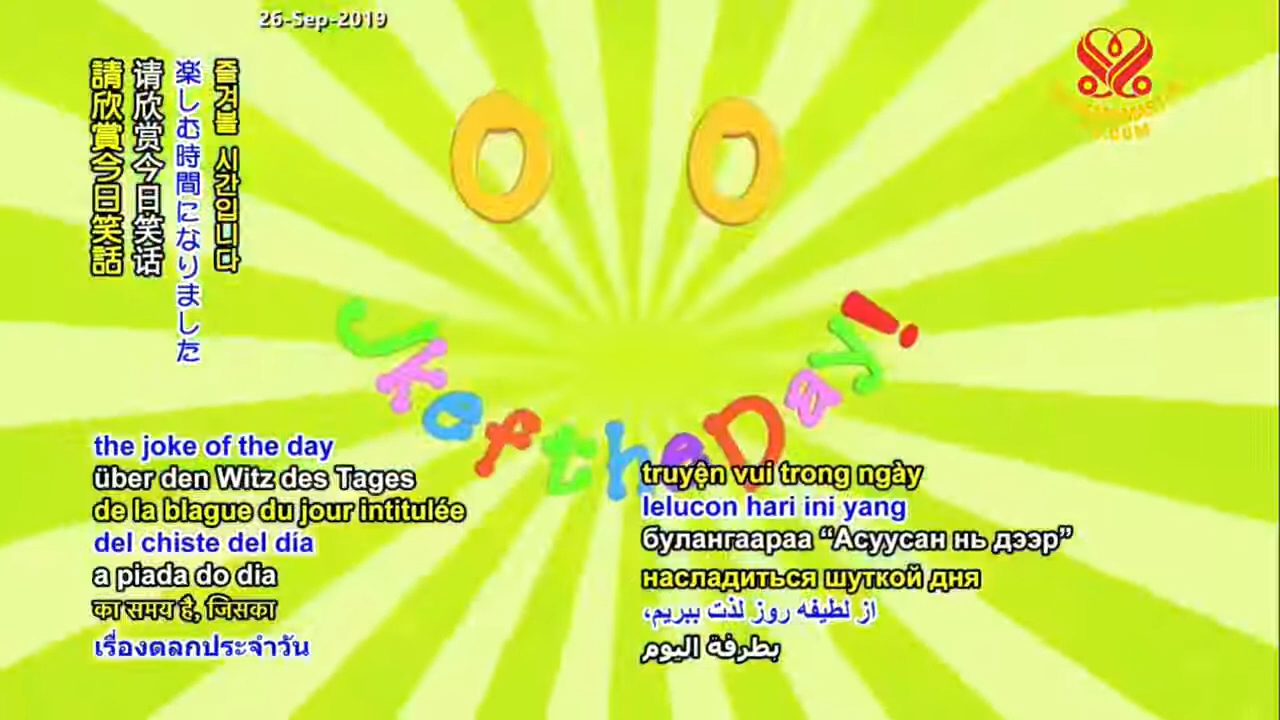 26-Sep-2019
즐거울 시간입니다
楽しむ時間になりました
请欣赏今日笑话
請欣賞今日笑話
O O
Jke of the Day!
the joke of the day
über den Witz des Tages
de la blague du jour intitulée
del chiste del día
a piada do dia
का समय है, जिसका
เรื่องตลกประจำวัน
truyện vui trong ngày
lelucon hari ini yang
булангаараа “Асуусан нь дээр”
насладиться шуткой дня
از لطیفه روز لذت ببریم،
بطرفة اليوم